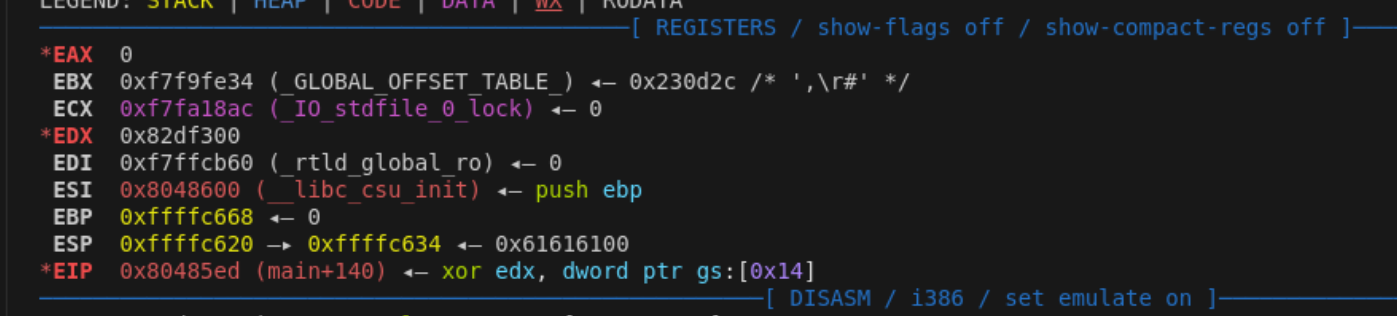 LEGEND: STACK | HEAP | CODE | DATA | WX | RODATA
[ REGISTERS / show-flags off / show-compact-regs off ]
*EAX  0
 EBX  0xf7f9fe34 (_GLOBAL_OFFSET_TABLE_) ◂— 0x230d2c /* ',\r#' */
 ECX  0xf7fa18ac (_IO_stdfile_0_lock) ◂— 0
*EDX  0x82df300
 EDI  0xf7ffcb60 (_rtld_global_ro) ◂— 0
 ESI  0x8048600 (__libc_csu_init) ◂— push ebp
 EBP  0xffffc668 ◂— 0
 ESP  0xffffc620 —▸ 0xffffc634 ◂— 0x61616100
*EIP  0x80485ed (main+140) ◂— xor edx, dword ptr gs:[0x14]
[ DISASM / i386 / set emulate on ]